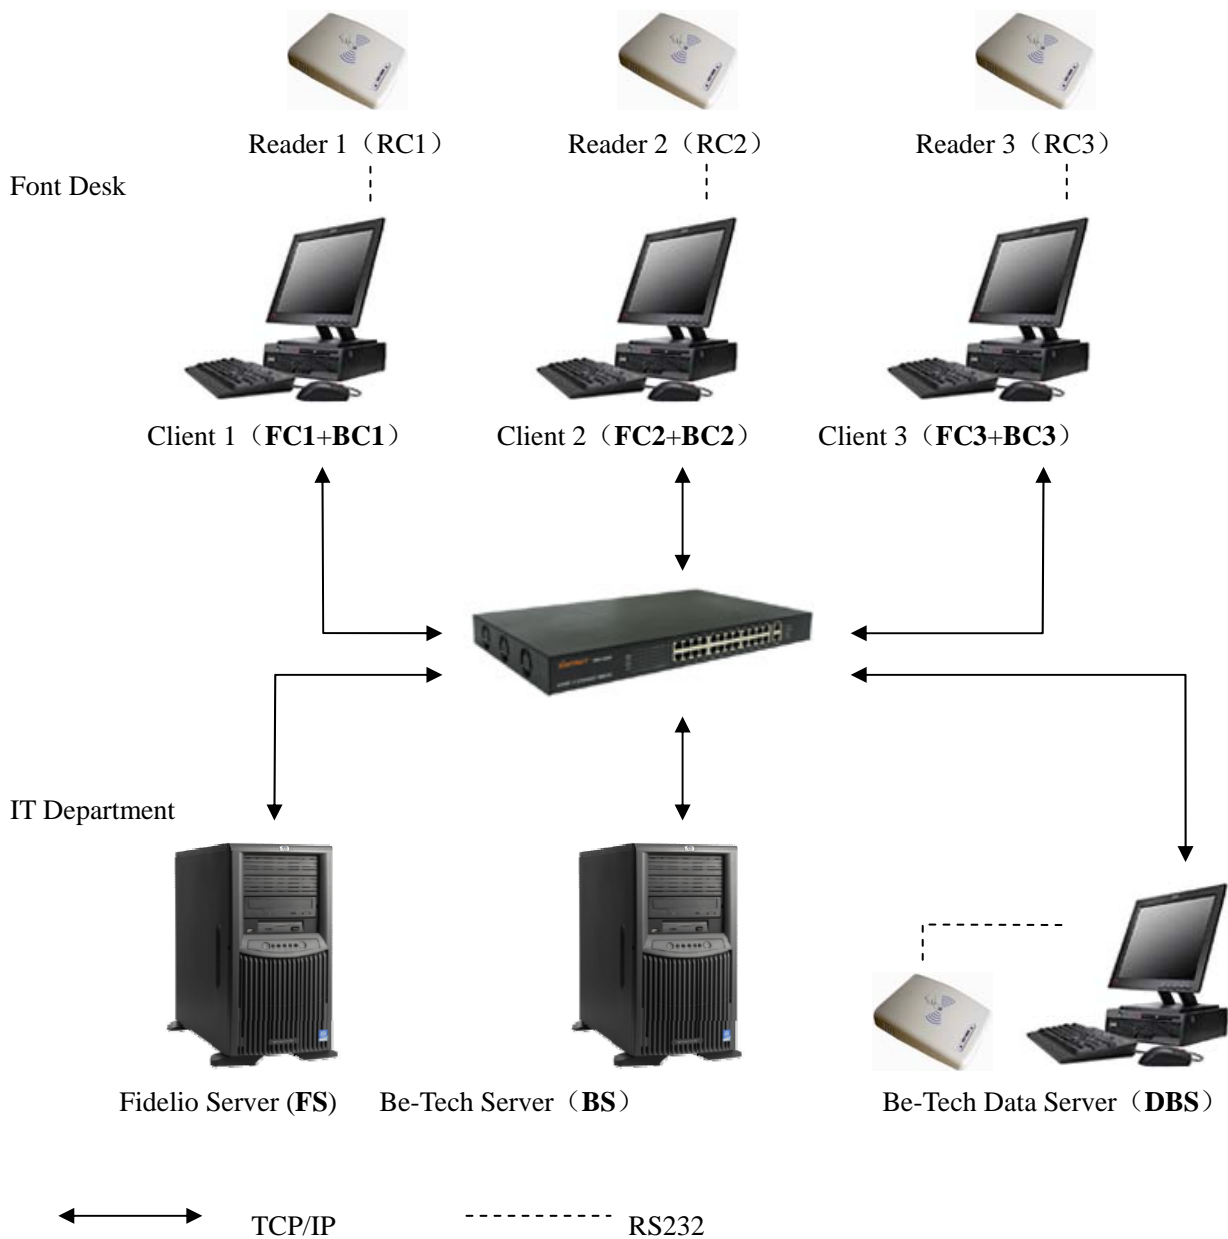 Reader 1（RC1）
Reader 2（RC2）
Reader 3（RC3）
Font Desk
Client 1（FC1+BC1）
Client 2（FC2+BC2）
Client 3（FC3+BC3）
IT Department
Fidelio Server (FS)
Be-Tech Server（BS）
Be-Tech Data Server（DBS）
TCP/IP
RS232